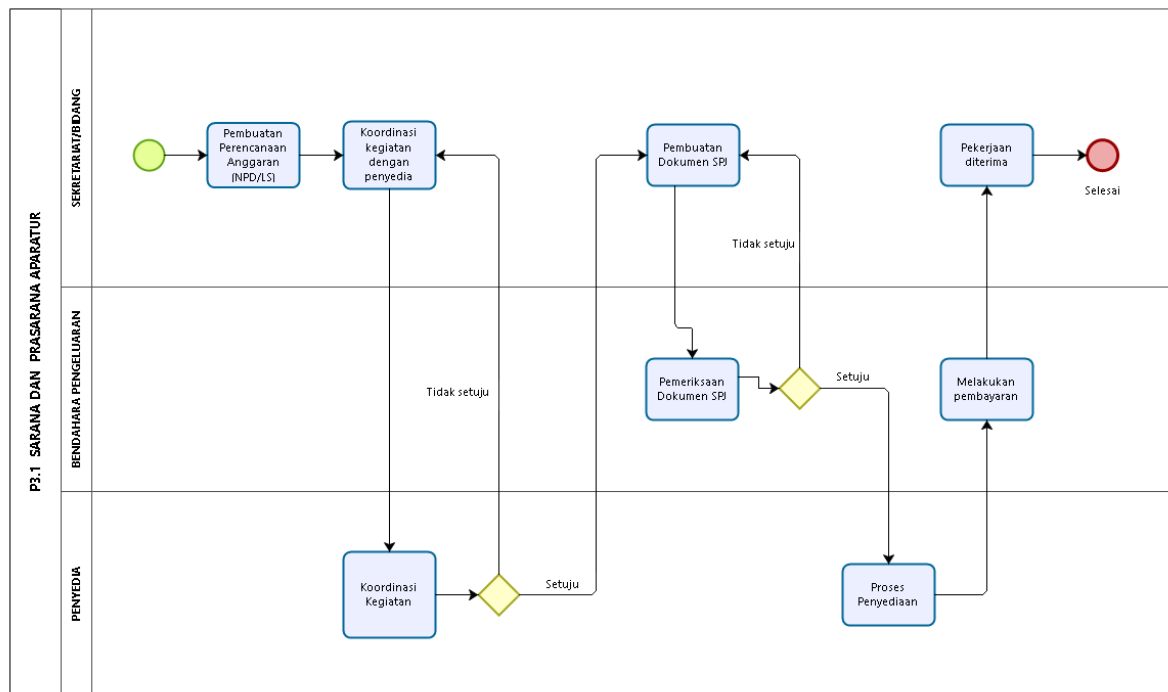 P3.1 SARANA DAN PRASARANA APARATUR
SEKRETARIAT/BIDANG
Pembuatan
Perencanaan
Anggaran
(NPD/LS)
Koordinasi
kegiatan
dengan
penyedia
Pembuatan
Dokumen SPJ
Pekerjaan
diterima
Selesai
Tidak setuju
BENDAHARA PENGELUARAN
Tidak setuju
Pemeriksaan
Dokumen SPJ
Setuju
Melakukan
pembayaran
PENYEDIA
Koordinasi
Kegiatan
Setuju
Proses
Penyediaan